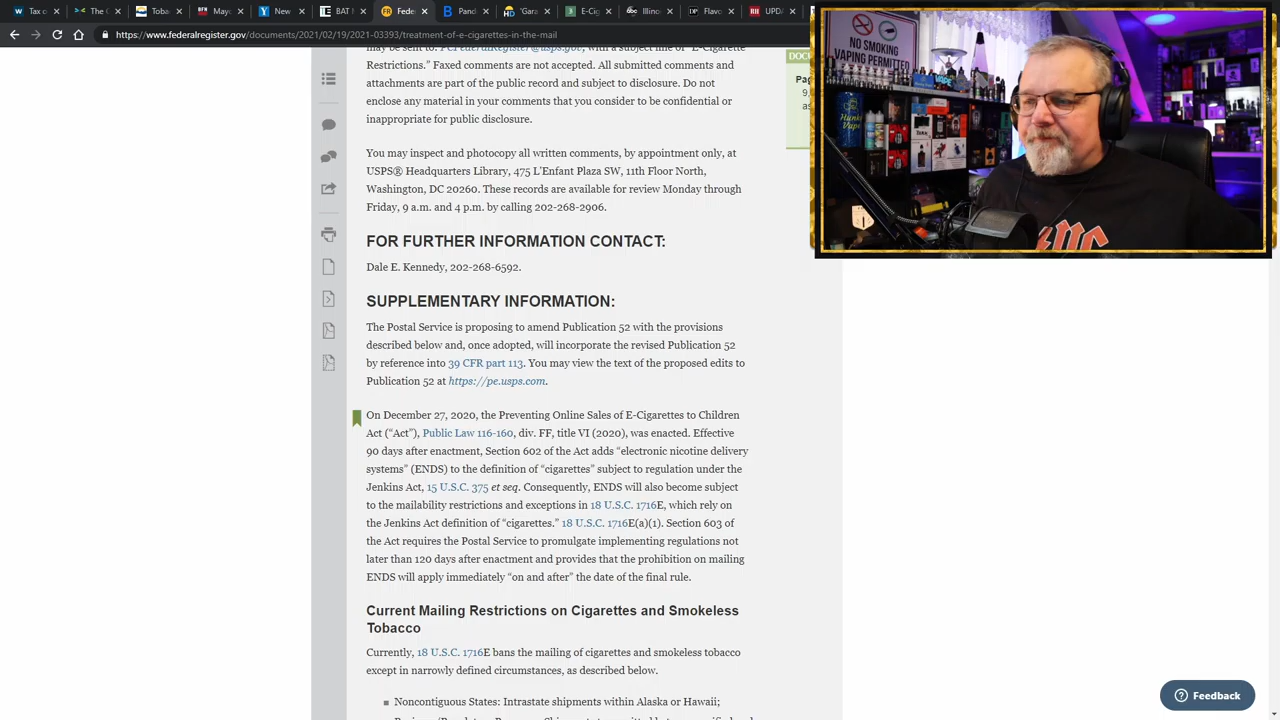 Tax c
FR
B
HD
UPD
https://www.federalregister.gov/documents/2021/02/19/2021-03393/treatment-of-e-cigarettes-in-the-mail
may be sent to: PCFederalRegister@usps.gov, with a subject line of "E-Cigarette
Restrictions." Faxed comments are not accepted. All submitted comments and
attachments are part of the public record and subject to disclosure. Do not
enclose any material in your comments that you consider to be confidential or
inappropriate for public disclosure.
You may inspect and photocopy all written comments, by appointment only, at
USPS® Headquarters Library, 475 L'Enfant Plaza SW, 11th Floor North,
Washington, DC 20260. These records are available for review Monday through
Friday, 9 a.m. and 4 p.m. by calling 202-268-2906.
FOR FURTHER INFORMATION CONTACT:
Dale E. Kennedy, 202-268-6592.
SUPPLEMENTARY INFORMATION:
The Postal Service is proposing to amend Publication 52 with the provisions
described below and, once adopted, will incorporate the revised Publication 52
by reference into 39 CFR part 113. You may view the text of the proposed edits to
Publication 52 at https://pe.usps.com.
On December 27, 2020, the Preventing Online Sales of E-Cigarettes to Children
Act ("Act"), Public Law 116-160, div. FF, title VI (2020), was enacted. Effective
90 days after enactment, Section 602 of the Act adds "electronic nicotine delivery
systems" (ENDS) to the definition of "cigarettes" subject to regulation under the
Jenkins Act, 15 U.S.C. 375 et seq. Consequently, ENDS will also become subject
to the mailability restrictions and exceptions in 18 U.S.C. 1716E, which rely on
the Jenkins Act definition of "cigarettes." 18 U.S.C. 1716E(a)(1). Section 603 of
the Act requires the Postal Service to promulgate implementing regulations not
later than 120 days after enactment and provides that the prohibition on mailing
ENDS will apply immediately "on and after" the date of the final rule.
Current Mailing Restrictions on Cigarettes and Smokeless
Tobacco
Currently, 18 U.S.C. 1716E bans the mailing of cigarettes and smokeless tobacco
except in narrowly defined circumstances, as described below.
Noncontiguous States: Intrastate shipments within Alaska or Hawaii;
DOCU
Pag
9,
as
NO SMOKING
VAPING PERMITTED
VAPE
Hunky
Vape
Feedback